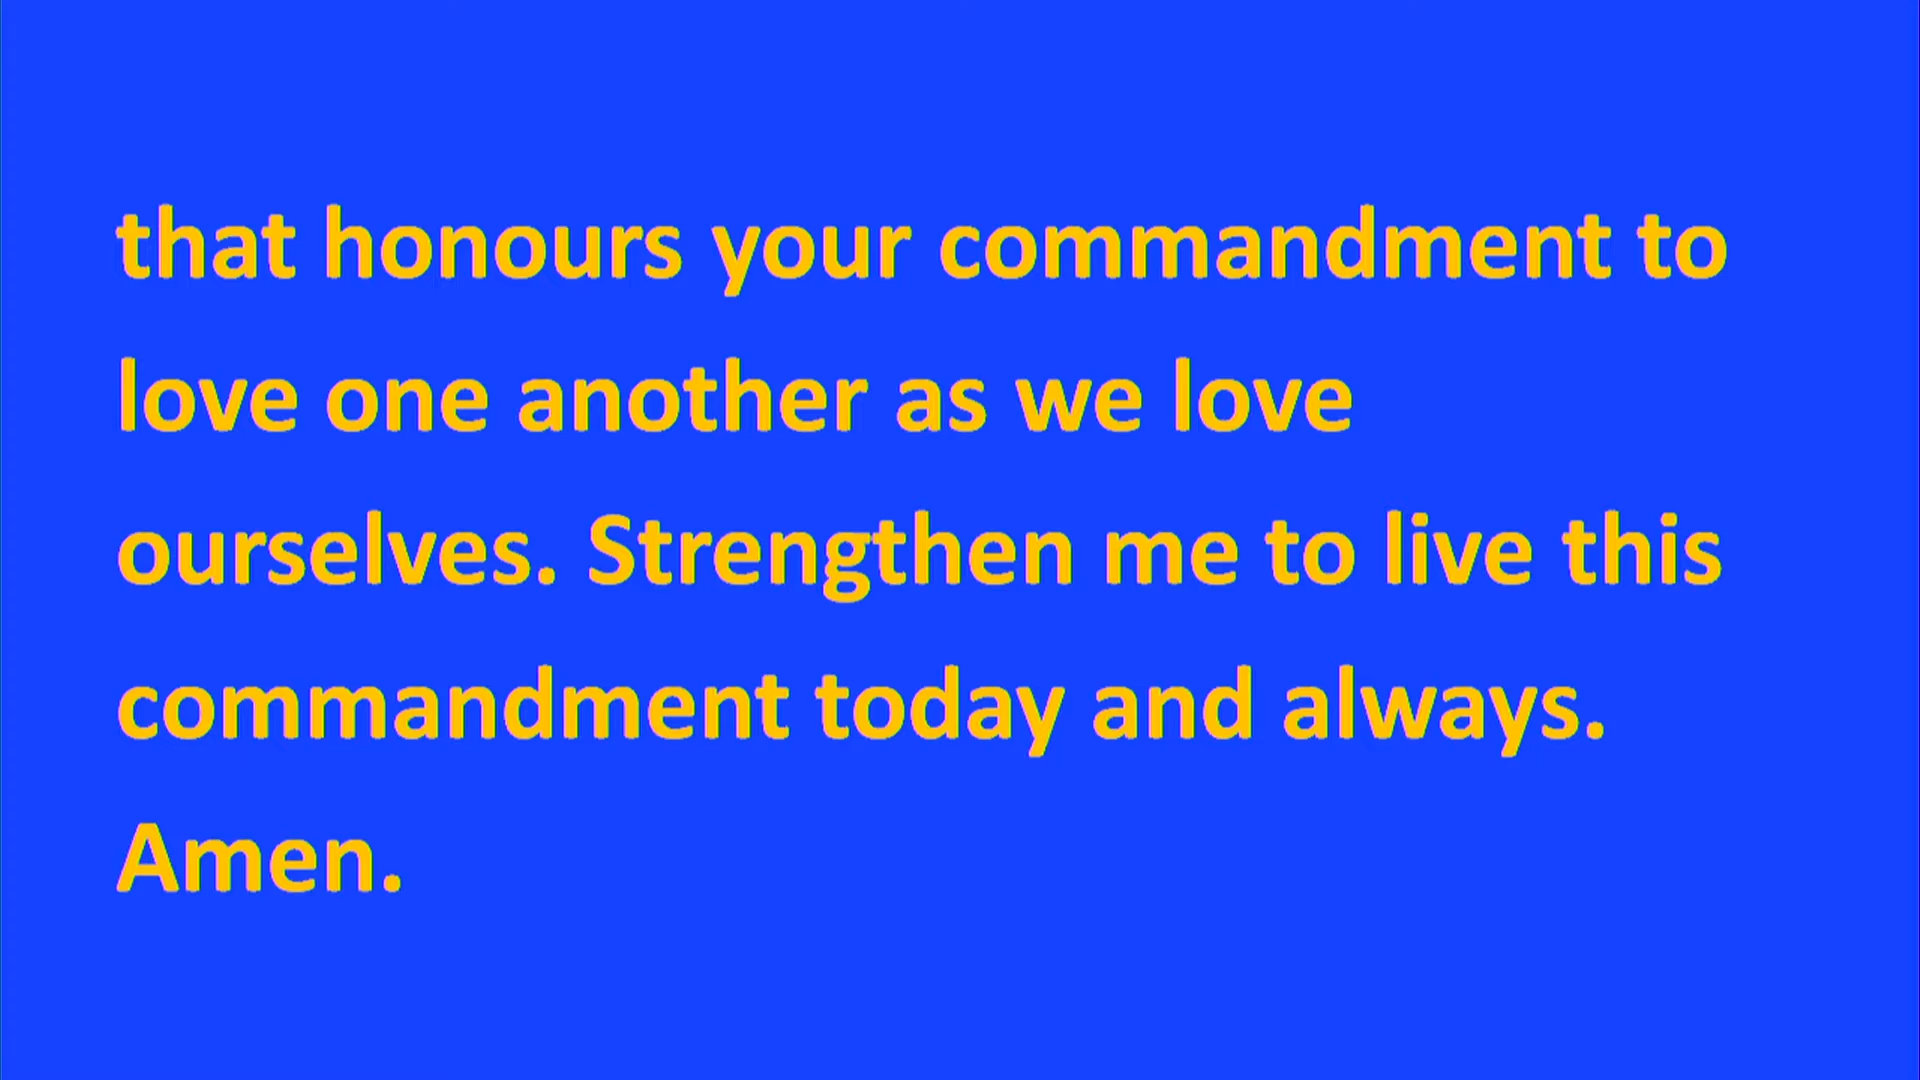 that honours your commandment to
love one another as we love
ourselves. Strengthen me to live this
commandment today and always.
Amen.